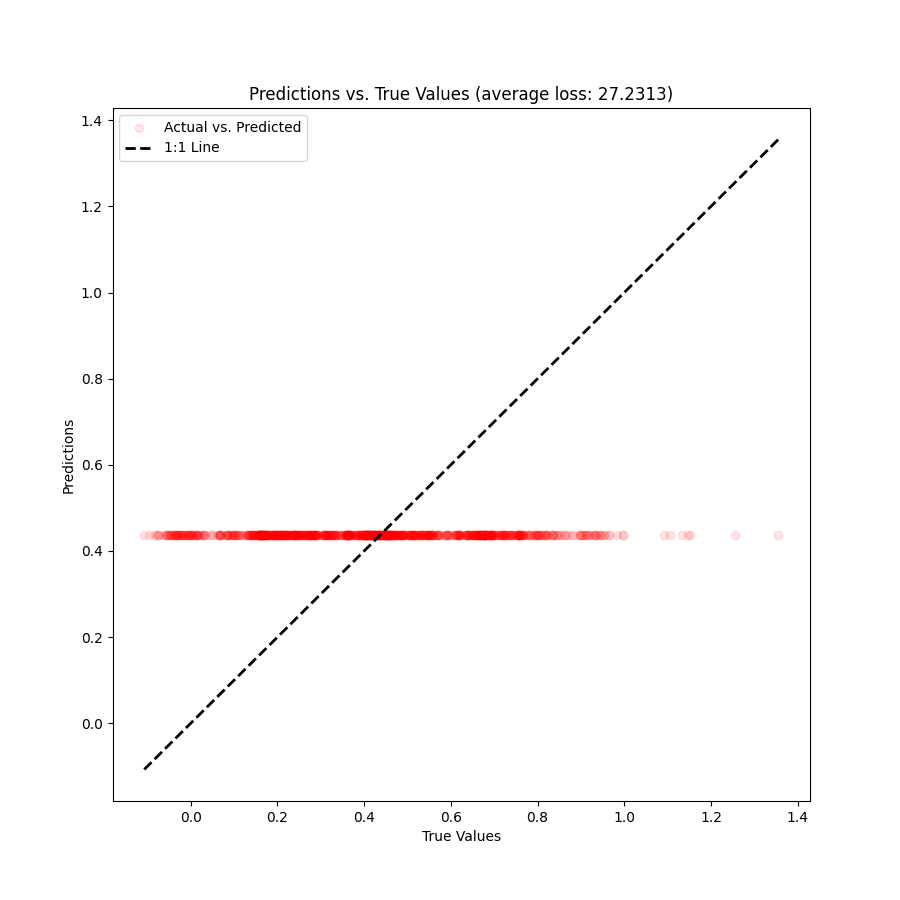 Predictions vs. True Values (average loss: 27.2313)
Actual vs. Predicted
1:1 Line
1.4
1.2
1.0
0.8
0.6
0.4
0.2
0.0
Predictions
0.0 0.2 0.4 0.6 0.8 1.0 1.2 1.4
True Values